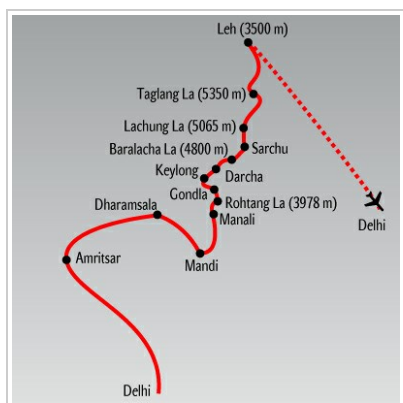 Leh (3500 m)
Taglang La (5350 m)
Lachung La (5065 m)
Baralacha La (4800 m)
Sarchu
Keylong
Darcha
Gondla
Dharamsala
Rohtang La (3978 m)
Manali
Delhi
Amritsar
Mandi
Delhi